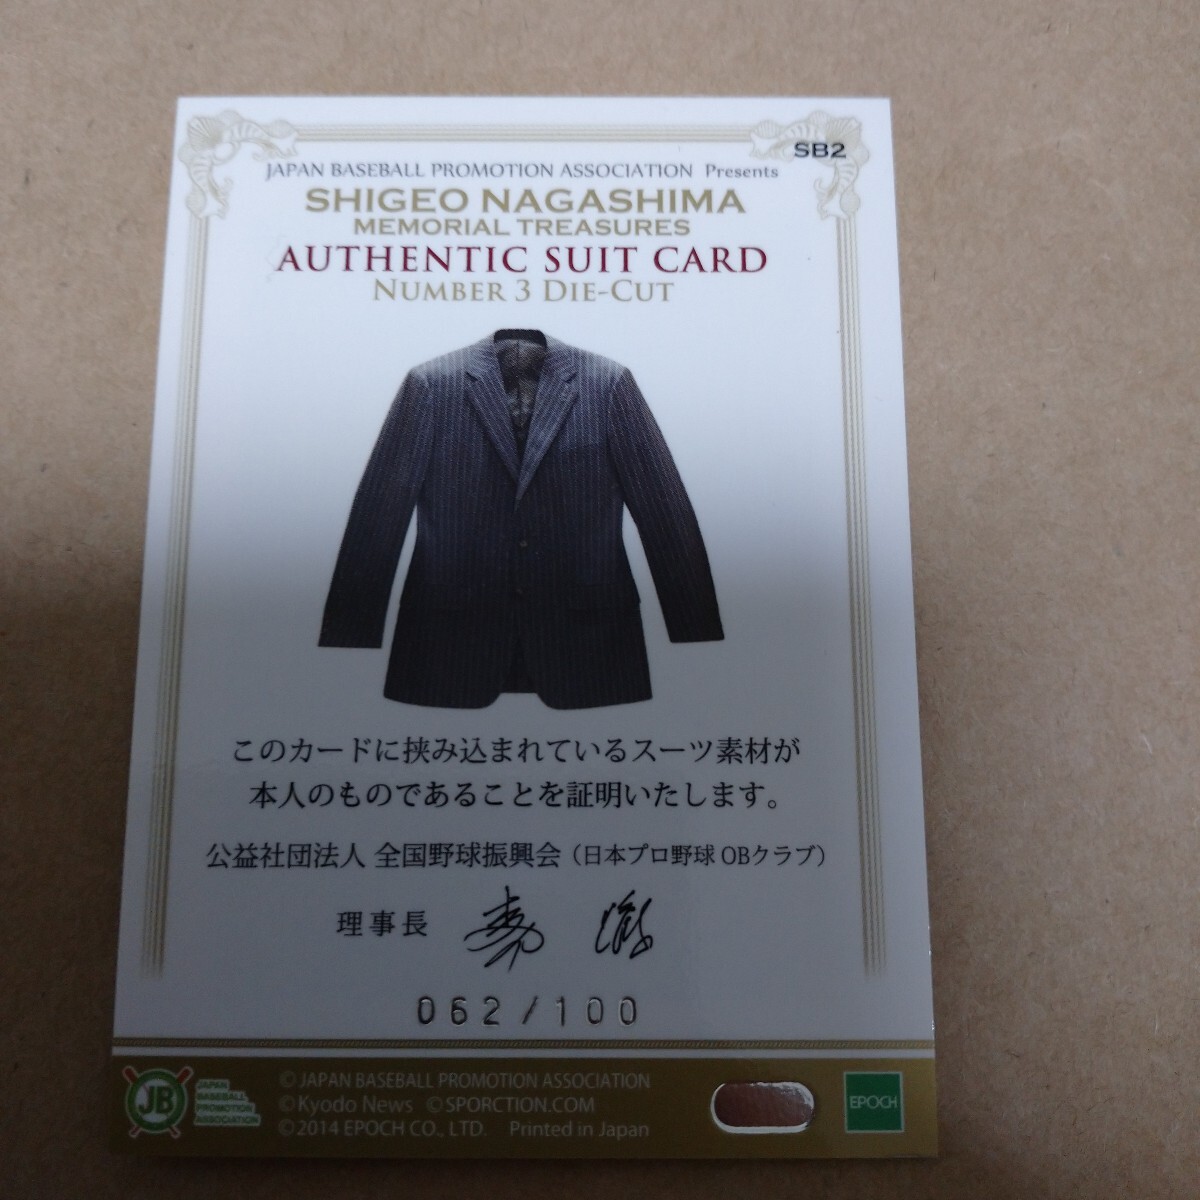 SB2
JAPAN BASEBALL PROMOTION ASSOCIATION Presents
SHIGEO NAGASHIMA
MEMORIAL TREASURES
AUTHENTIC SUIT CARD
NUMBER 3 DIE-CUT
このカードに挟み込まれているスーツ素材が
本人のものであることを証明いたします。
公益社団法人 全国野球振興会（日本プロ野球OBクラブ）
理事長
062/100
JB
JAPAN
BASEBALL
PROMOTION
ASSOCIATION
© JAPAN BASEBALL PROMOTION ASSOCIATION
©Kyodo News ©SPORCTION.COM
©2014 EPOCH CO., LTD. Printed in Japan
EPOCH